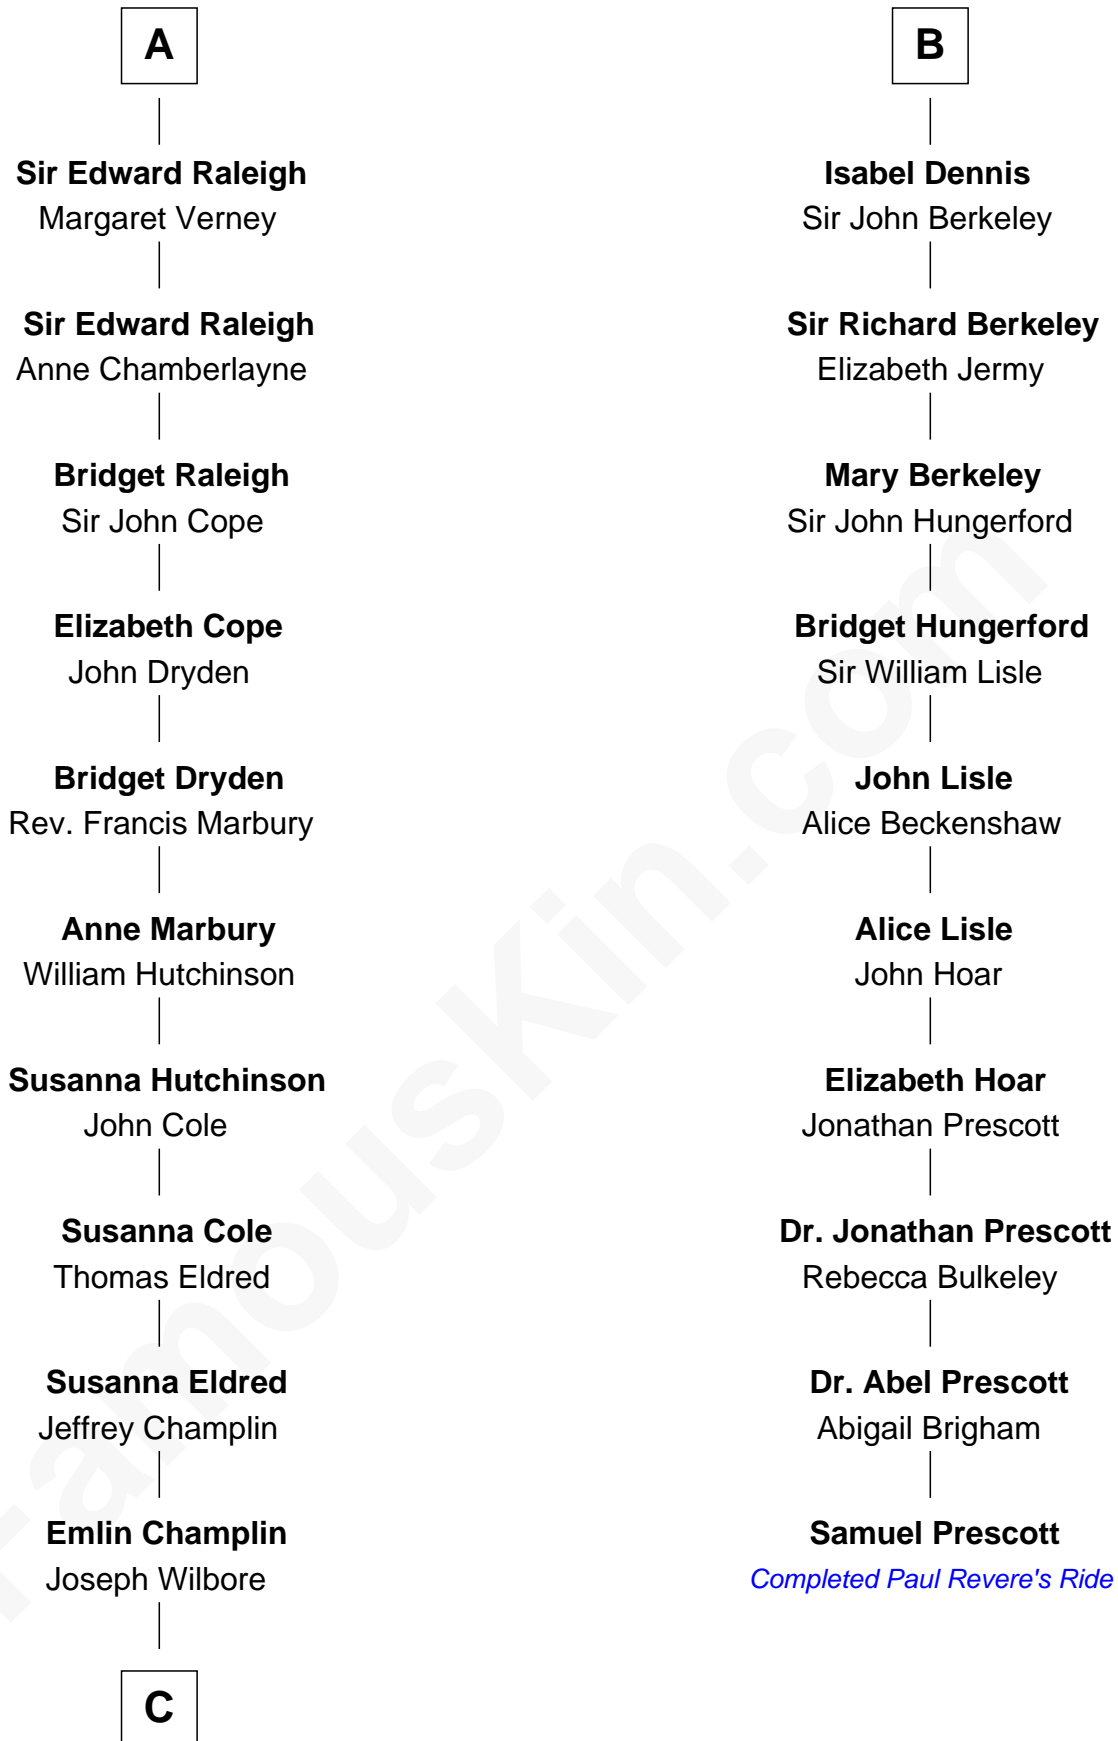 A
Sir Edward Raleigh
Margaret Verney
Sir Edward Raleigh
Anne Chamberlayne
Bridget Raleigh
Sir John Cope
Elizabeth Cope
John Dryden
Bridget Dryden
Rev. Francis Marbury
Anne Marbury
William Hutchinson
Susanna Hutchinson
John Cole
Susanna Cole
Thomas Eldred
Susanna Eldred
Jeffrey Champlin
Emlin Champlin
Joseph Wilbore
C
B
Isabel Dennis
Sir John Berkeley
Sir Richard Berkeley
Elizabeth Jermy
Mary Berkeley
Sir John Hungerford
Bridget Hungerford
Sir William Lisle
John Lisle
Alice Beckenshaw
Alice Lisle
John Hoar
Elizabeth Hoar
Jonathan Prescott
Dr. Jonathan Prescott
Rebecca Bulkeley
Dr. Abel Prescott
Abigail Brigham
Samuel Prescott
Completed Paul Revere's Ride
FamousKin.com